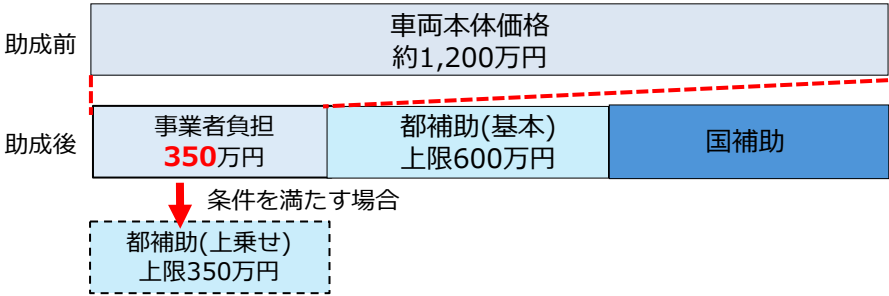 助成前
車両本体価格
約1,200万円
助成後
事業者負担
350万円
都補助(基本)
上限600万円
国補助
条件を満たす場合
都補助(上乗せ)
上限350万円